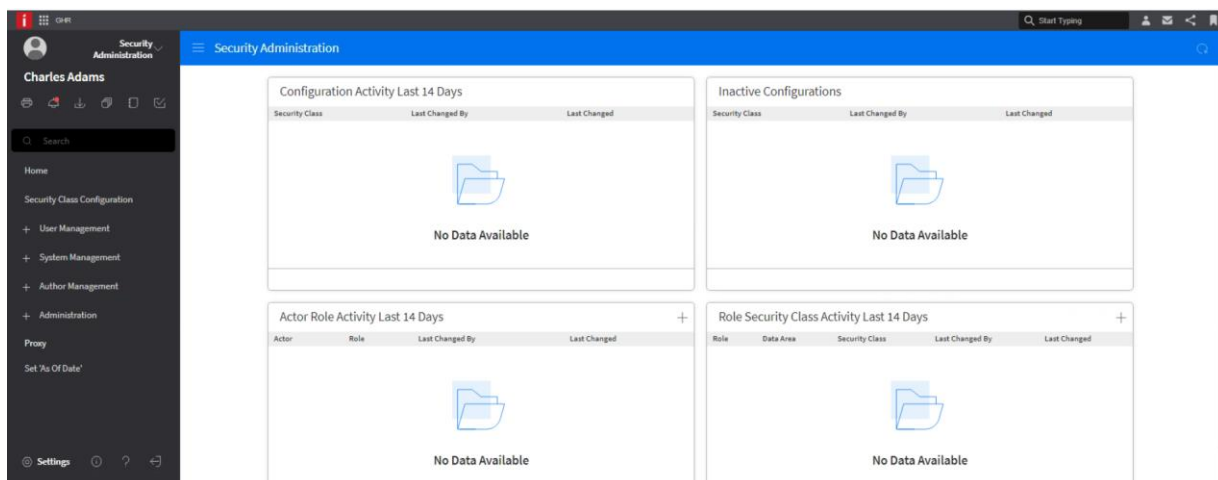 i GHR Start Typing
Security
Administration
Charles Adams
Search
Home
Security Class Configuration
+ User Management
+ System Management
+ Author Management
+ Administration
Proxy
Set 'As Of Date'
Settings
Security Administration
Configuration Activity Last 14 Days
Security Class Last Changed By Last Changed
No Data Available
Inactive Configurations
Security Class Last Changed By Last Changed
No Data Available
Actor Role Activity Last 14 Days
Actor Role Last Changed By Last Changed
No Data Available
Role Security Class Activity Last 14 Days
Role Data Area Security Class Last Changed By Last Changed
No Data Available